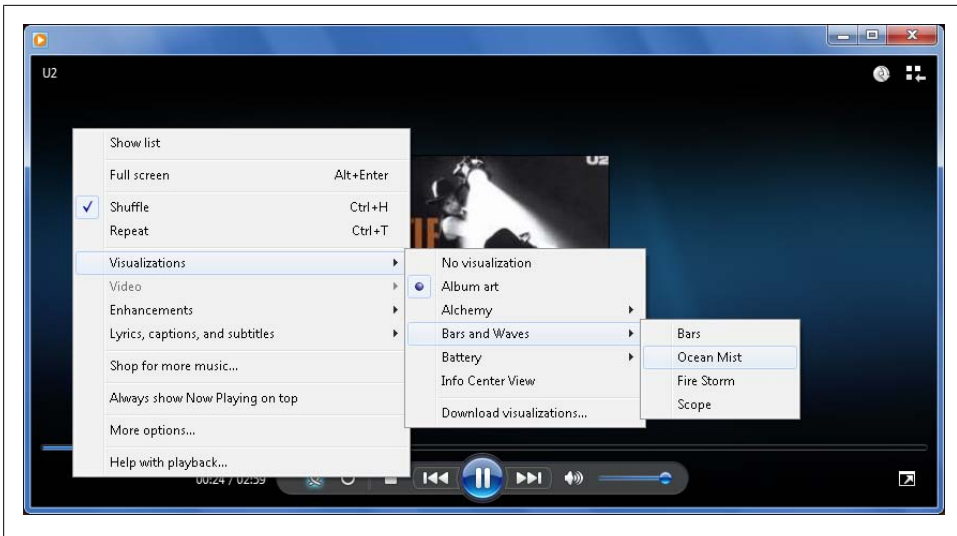 U2
Show list
Full screen Alt+Enter
Shuffle Ctrl+H
Repeat Ctrl+T
Visualizations
Video
Enhancements
Lyrics, captions, and subtitles
Shop for more music...
Always show Now Playing on top
More options...
Help with playback...
U2
No visualization
Album art
Alchemy
Bars and Waves
Battery
Info Center View
Download visualizations...
Bars
Ocean Mist
Fire Storm
Scope
00:24 / 02:59